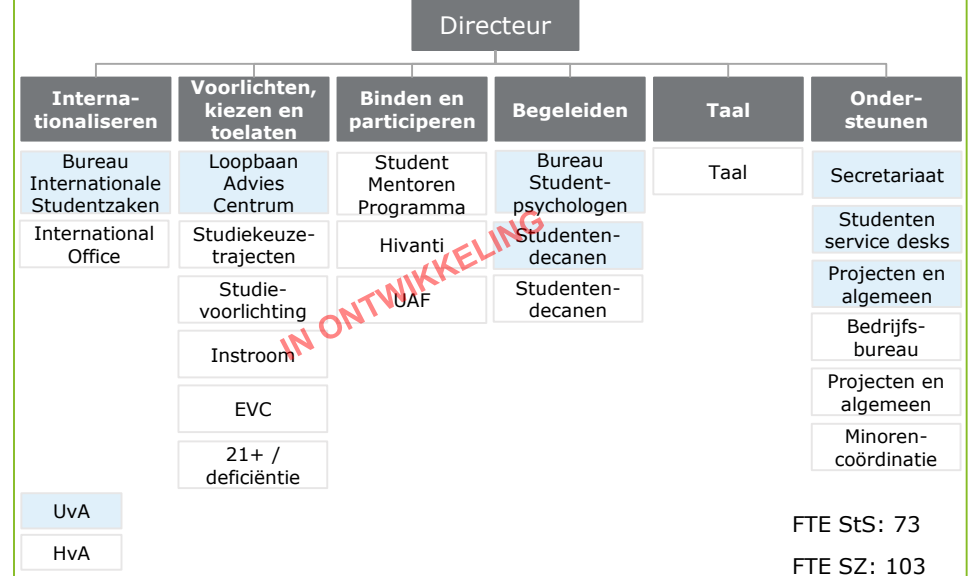 Directeur
Interna-
tionaliseren
Bureau
Internationale
Studentzaken
International
Office
Voorlichten,
kiezen en
toelaten
Loopbaan
Advies
Centrum
Studiekeuze-
trajecten
Studie-
voorlichting
Instroom
EVC
21+ /
deficiëntie
Binden en
participeren
Student
Mentoren
Programma
Hivanti
UAF
Begeleiden
Bureau
Student-
psychologen
Studenten-
decanen
Studenten-
decanen
Taal
Taal
Onder-
steunen
Secretariaat
Studenten
service desks
Projecten en
algemeen
Bedrijfs-
bureau
Projecten en
algemeen
Minoren-
coördinatie
IN ONTWIKKELING
UvA
HvA
FTE StS: 73
FTE SZ: 103